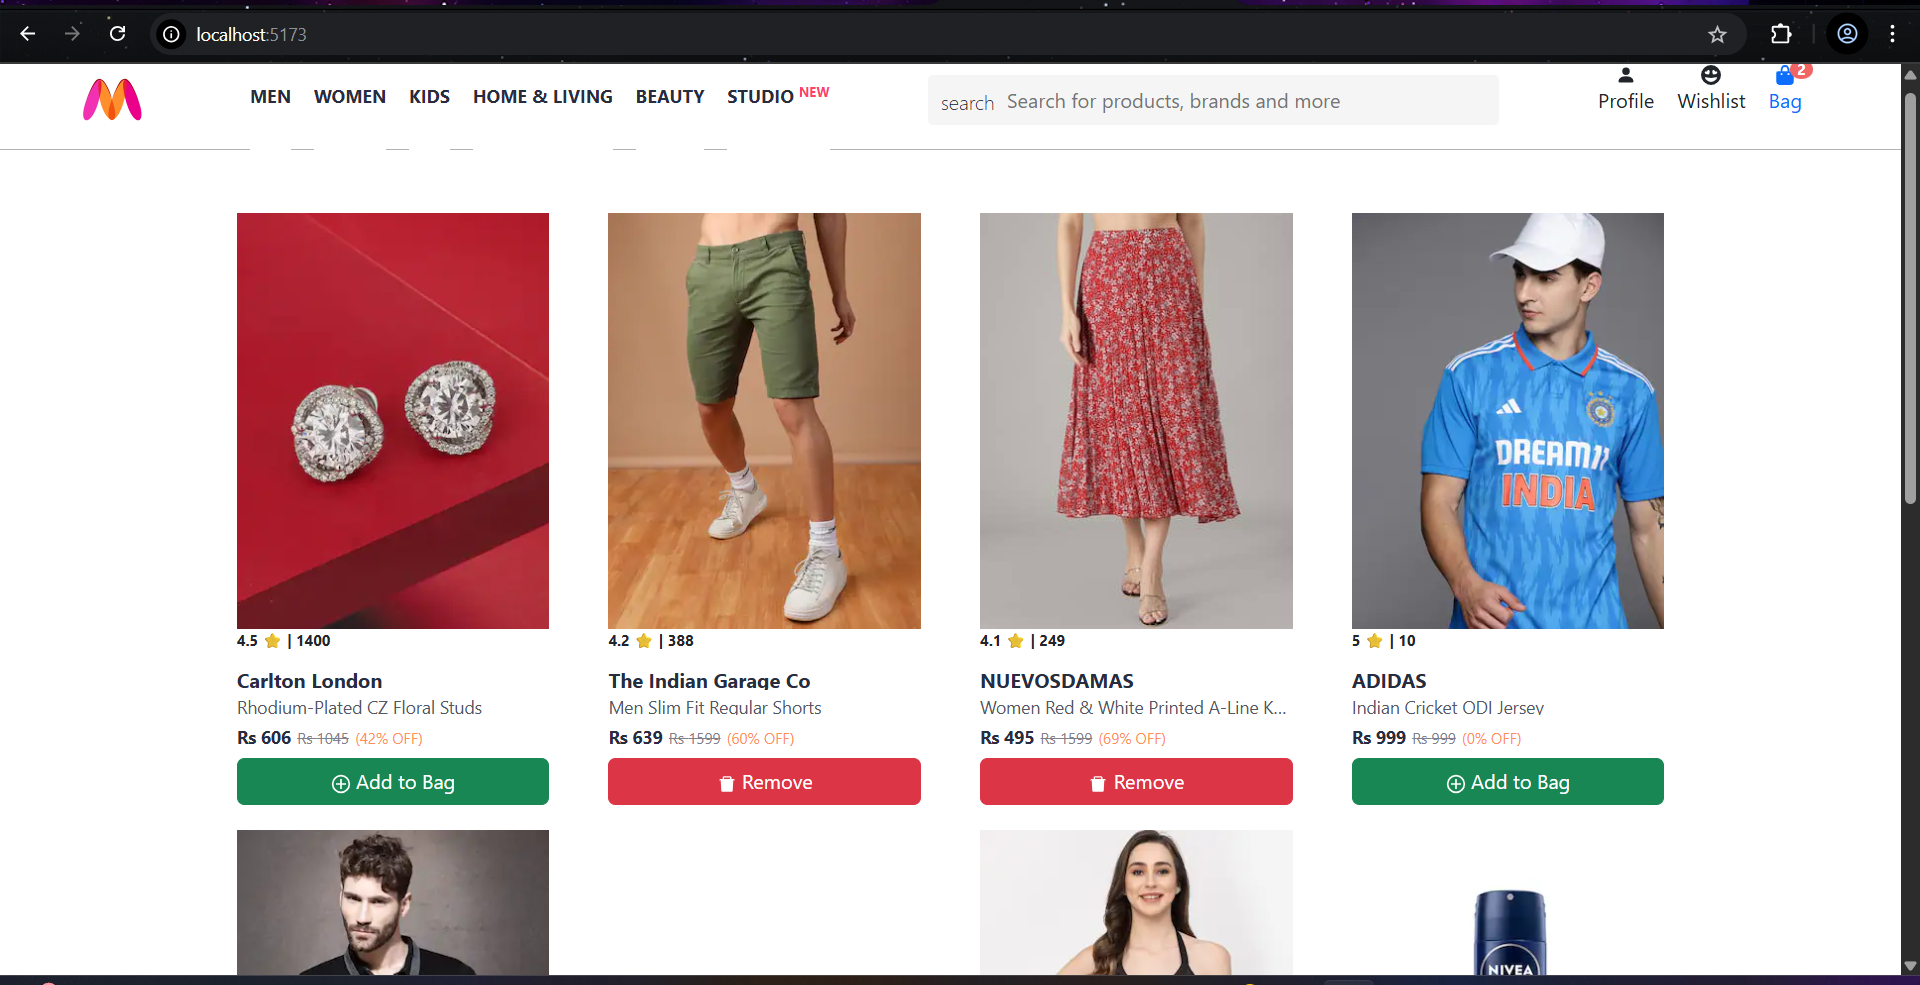 localhost:5173
MEN WOMEN KIDS HOME & LIVING BEAUTY STUDIO NEW
search Search for products, brands and more
Profile Wishlist 2 Bag
DREAM11
INDIA
4.5 ⭐ | 1400
Carlton London
Rhodium-Plated CZ Floral Studs
Rs 606 Rs 1045 (42% OFF)
Add to Bag
4.2 ⭐ | 388
The Indian Garage Co
Men Slim Fit Regular Shorts
Rs 639 Rs 1599 (60% OFF)
Remove
4.1 ⭐ | 249
NUEVOSDAMAS
Women Red & White Printed A-Line K...
Rs 495 Rs 1599 (69% OFF)
Remove
5 ⭐ | 10
ADIDAS
Indian Cricket ODI Jersey
Rs 999 Rs 999 (0% OFF)
Add to Bag
NIVEA